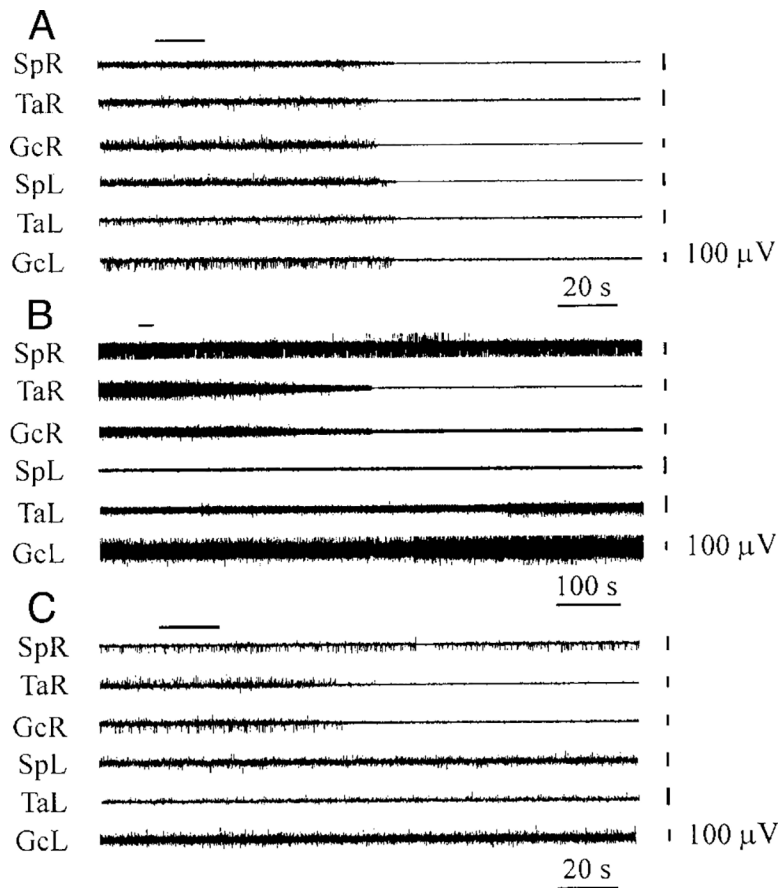 A
SpR
TaR
GcR
SpL
TaL
GcL
100 μV
20 s
B
SpR
TaR
GcR
SpL
TaL
GcL
100 μV
100 s
C
SpR
TaR
GcR
SpL
TaL
GcL
100 μV
20 s